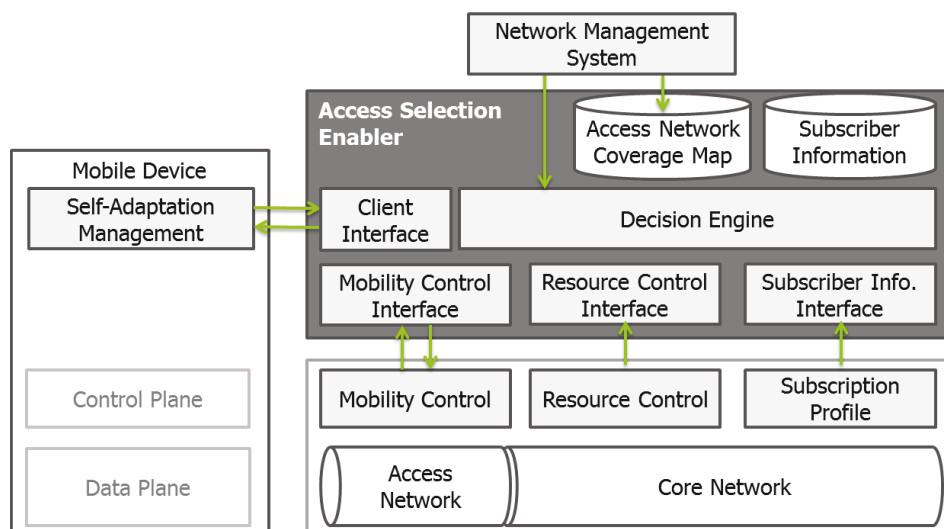 Network Management
System
Access Selection
Enabler
Access Network
Coverage Map
Subscriber
Information
Mobile Device
Self-Adaptation
Management
Client
Interface
Decision Engine
Mobility Control
Interface
Resource Control
Interface
Subscriber Info.
Interface
Control Plane
Mobility Control
Resource Control
Subscription
Profile
Data Plane
Access
Network
Core Network